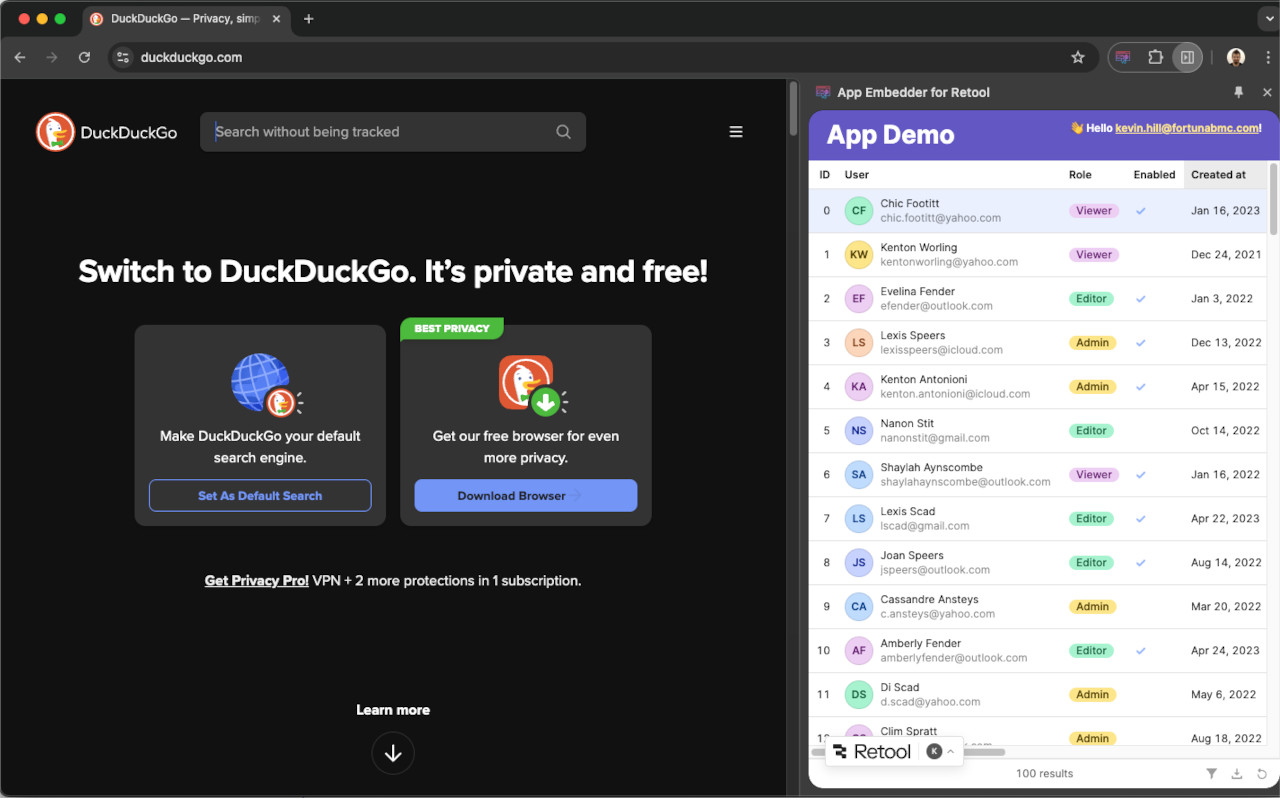 DuckDuckGo — Privacy, simp
duckduckgo.com
DuckDuckGo
Search without being tracked
Switch to DuckDuckGo. It's private and free!
BEST PRIVACY
Make DuckDuckGo your default
search engine.
Set As Default Search
Get our free browser for even
more privacy.
Download Browser
Get Privacy Pro! VPN + 2 more protections in 1 subscription.
Learn more
App Embedder for Retool
App Demo
👋 Hello kevin.hill@fortunabmc.com!
ID User Role Enabled Created at
0 CF Chic Footitt Viewer Jan 16, 2023
chic.footitt@yahoo.com
1 KW Kenton Worling Viewer Dec 24, 2021
kentonworling@yahoo.com
2 EF Evelina Fender Editor Jan 3, 2022
efender@outlook.com
3 LS Lexis Speers Admin Dec 13, 2022
lexisspeers@icloud.com
4 KA Kenton Antonioni Admin Apr 15, 2022
kenton.antonioni@icloud.com
5 NS Nanon Stit Editor Oct 14, 2022
nanonstit@gmail.com
6 SA Shaylah Aynscombe Viewer Jan 16, 2022
shaylahaynscombe@outlook.com
7 LS Lexis Scad Editor Apr 22, 2023
lscad@gmail.com
8 JS Joan Speers Editor Aug 14, 2022
jspeers@outlook.com
9 CA Cassandre Ansteys Admin Mar 20, 2022
c.ansteys@yahoo.com
10 AF Amberly Fender Editor Apr 24, 2023
amberlyfender@outlook.com
11 DS Di Scad Admin May 6, 2022
d.scad@yahoo.com
12 Clim Spratt Admin Aug 18, 2022
Retool K
100 results